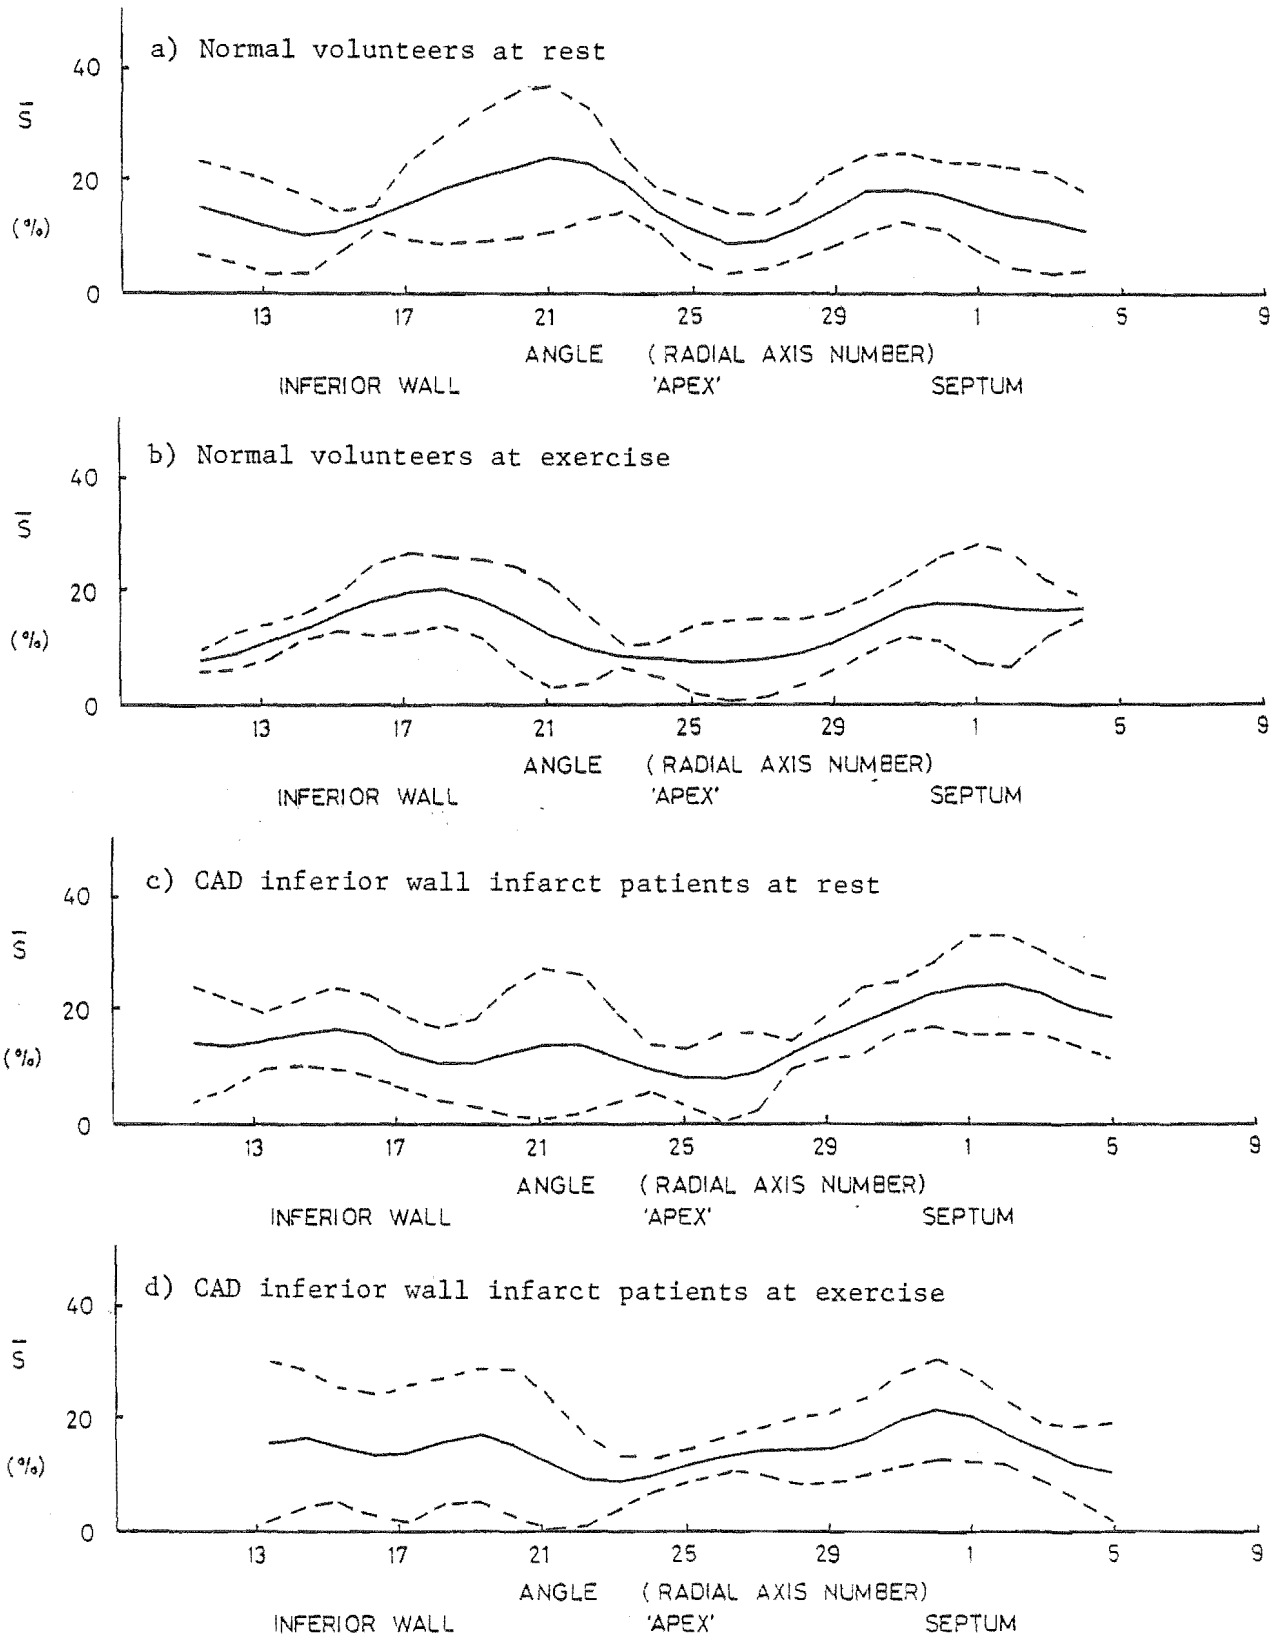 a) Normal volunteers at rest
40
S̄
20
(%)
0
13 17 21 25 29 1 5 9
ANGLE (RADIAL AXIS NUMBER)
INFERIOR WALL 'APEX' SEPTUM
b) Normal volunteers at exercise
40
S̄
20
(%)
0
13 17 21 25 29 1 5 9
ANGLE (RADIAL AXIS NUMBER)
INFERIOR WALL 'APEX' SEPTUM
c) CAD inferior wall infarct patients at rest
40
S̄
20
(%)
0
13 17 21 25 29 1 5 9
ANGLE (RADIAL AXIS NUMBER)
INFERIOR WALL 'APEX' SEPTUM
d) CAD inferior wall infarct patients at exercise
40
S̄
20
(%)
0
13 17 21 25 29 1 5 9
ANGLE (RADIAL AXIS NUMBER)
INFERIOR WALL 'APEX' SEPTUM